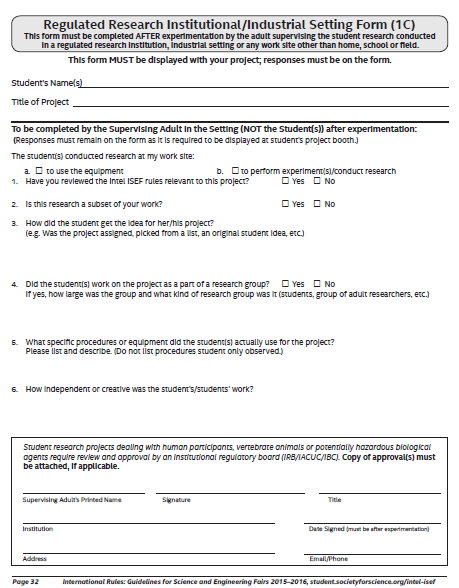 Regulated Research Institutional/Industrial Setting Form (1C)
This form must be completed AFTER experimentation by the adult supervising the student research conducted
in a regulated research institution, industrial setting or any work site other than home, school or field.
This form MUST be displayed with your project; responses must be on the form.
Student's Name(s)
Title of Project
To be completed by the Supervising Adult in the Setting (NOT the Student(s)) after experimentation:
(Responses must remain on the form as it is required to be displayed at student's project booth.)
The student(s) conducted research at my work site:
a. ☐ to use the equipment b. ☐ to perform experiment(s)/conduct research
1. Have you reviewed the Intel ISEF rules relevant to this project? ☐ Yes ☐ No
2. Is this research a subset of your work? ☐ Yes ☐ No
3. How did the student get the idea for her/his project?
(e.g. Was the project assigned, picked from a list, an original student idea, etc.)
4. Did the student(s) work on the project as a part of a research group? ☐ Yes ☐ No
If yes, how large was the group and what kind of research group was it (students, group of adult researchers, etc.)
5. What specific procedures or equipment did the student(s) actually use for the project?
Please list and describe. (Do not list procedures student only observed.)
6. How independent or creative was the student's/students' work?
Student research projects dealing with human participants, vertebrate animals or potentially hazardous biological
agents require review and approval by an institutional regulatory board (IRB/IACUC/IBC). Copy of approval(s) must
be attached, if applicable.
Supervising Adult's Printed Name Signature Title
Institution Date Signed (must be after experimentation)
Address Email/Phone
Page 32 International Rules: Guidelines for Science and Engineering Fairs 2015–2016, student.societyforscience.org/intel-isef